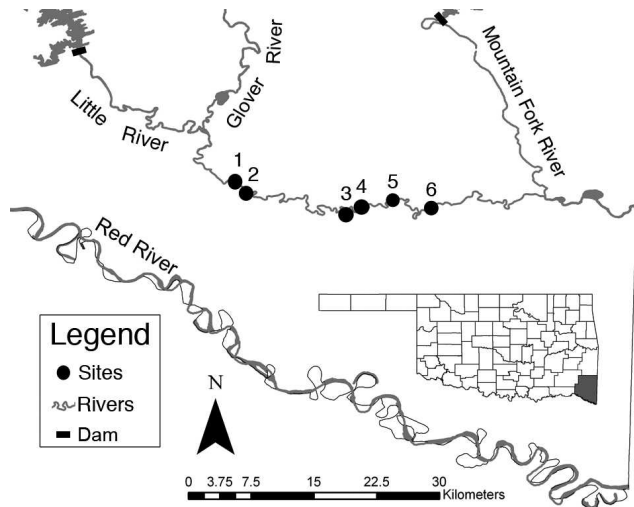 Little River
Glover River
Mountain Fork River
1
2
3
4
5
6
Red River
Legend
Sites
Rivers
Dam
N
0 3.75 7.5 15 22.5 30
Kilometers